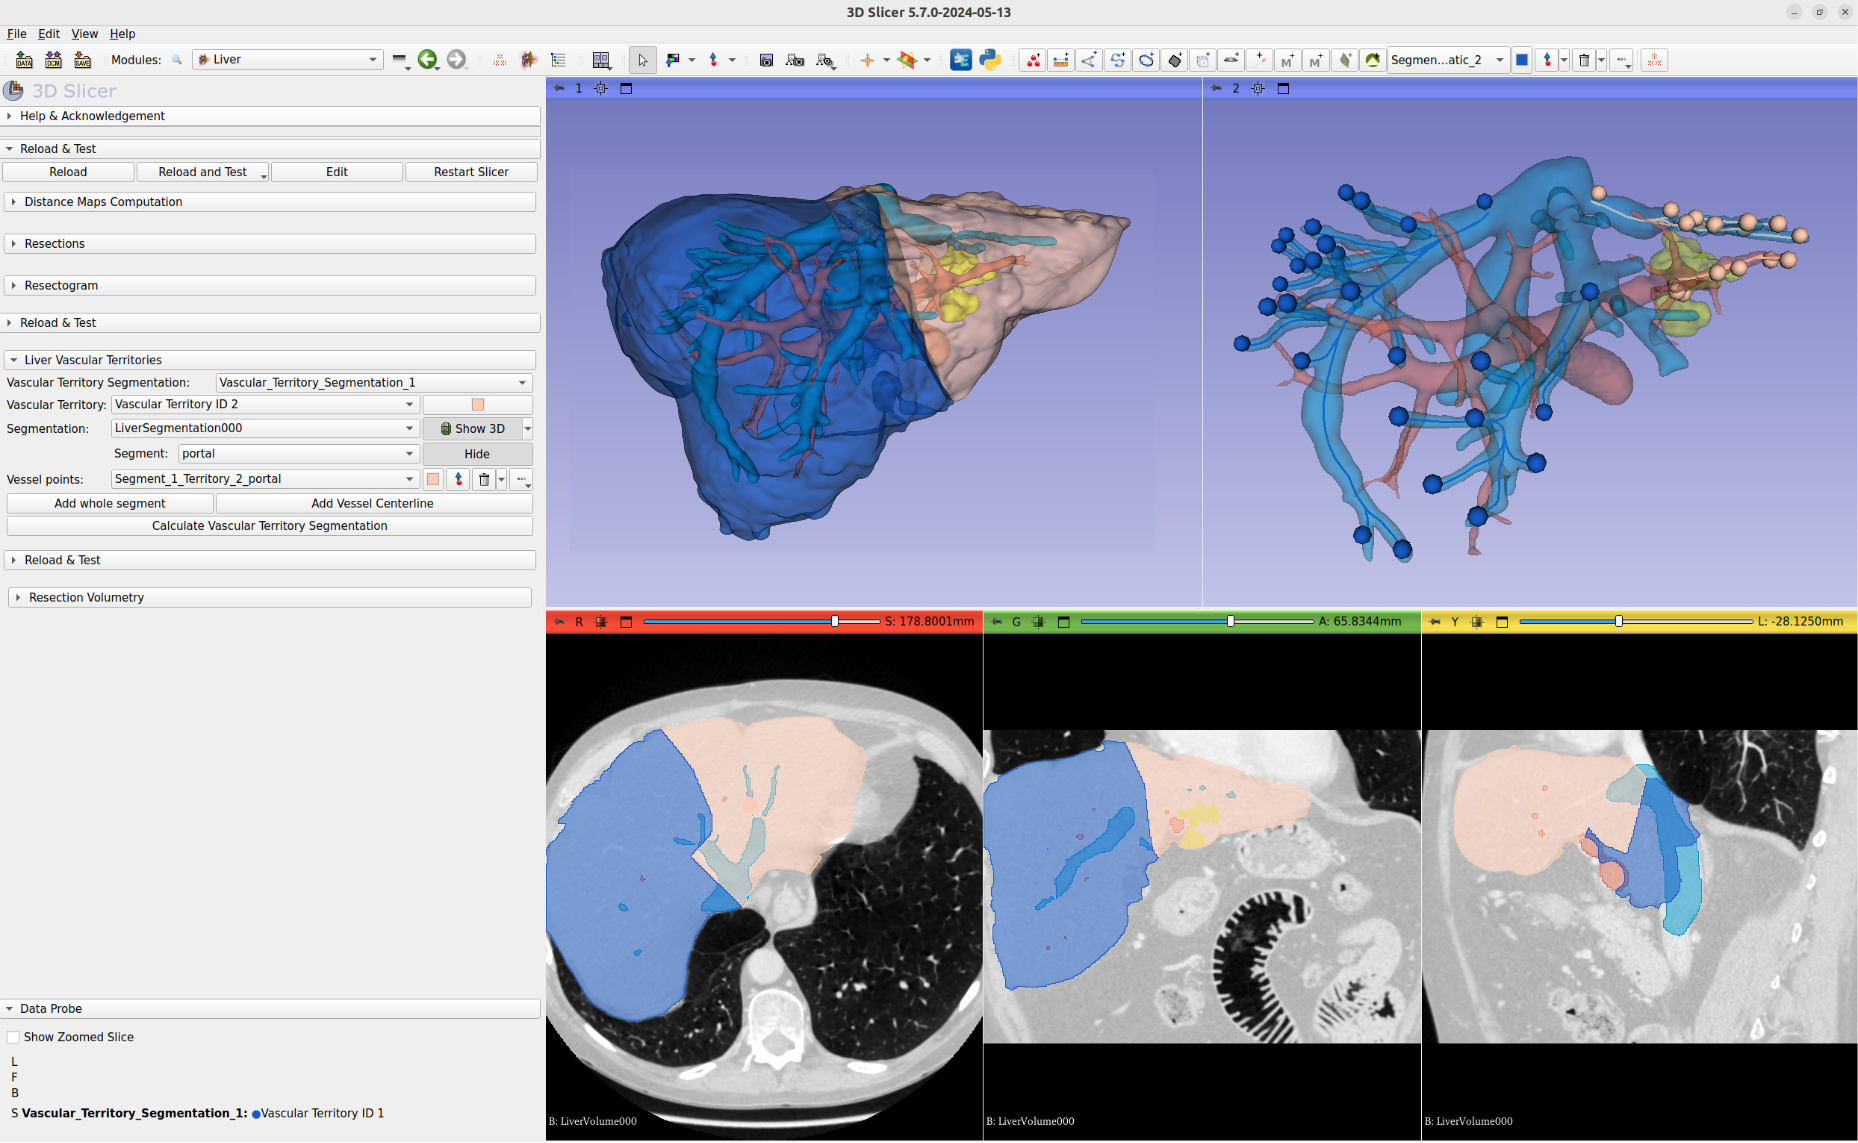 3D Slicer 5.7.0-2024-05-13
File Edit View Help
DATA DCM SAVE Modules: Liver Segmen...atic_2
3D Slicer
Help & Acknowledgement
Reload & Test
Reload Reload and Test Edit Restart Slicer
Distance Maps Computation
Resections
Resectogram
Reload & Test
Liver Vascular Territories
Vascular Territory Segmentation: Vascular_Territory_Segmentation_1
Vascular Territory: Vascular Territory ID 2
Segmentation: LiverSegmentation000 Show 3D
Segment: portal Hide
Vessel points: Segment_1_Territory_2_portal
Add whole segment Add Vessel Centerline
Calculate Vascular Territory Segmentation
Reload & Test
Resection Volumetry
Data Probe
Show Zoomed Slice
L
F
B
S Vascular_Territory_Segmentation_1: Vascular Territory ID 1
1
2
R S: 178.8001mm
G A: 65.8344mm
Y L: -28.1250mm
B: LiverVolume000
B: LiverVolume000
B: LiverVolume000